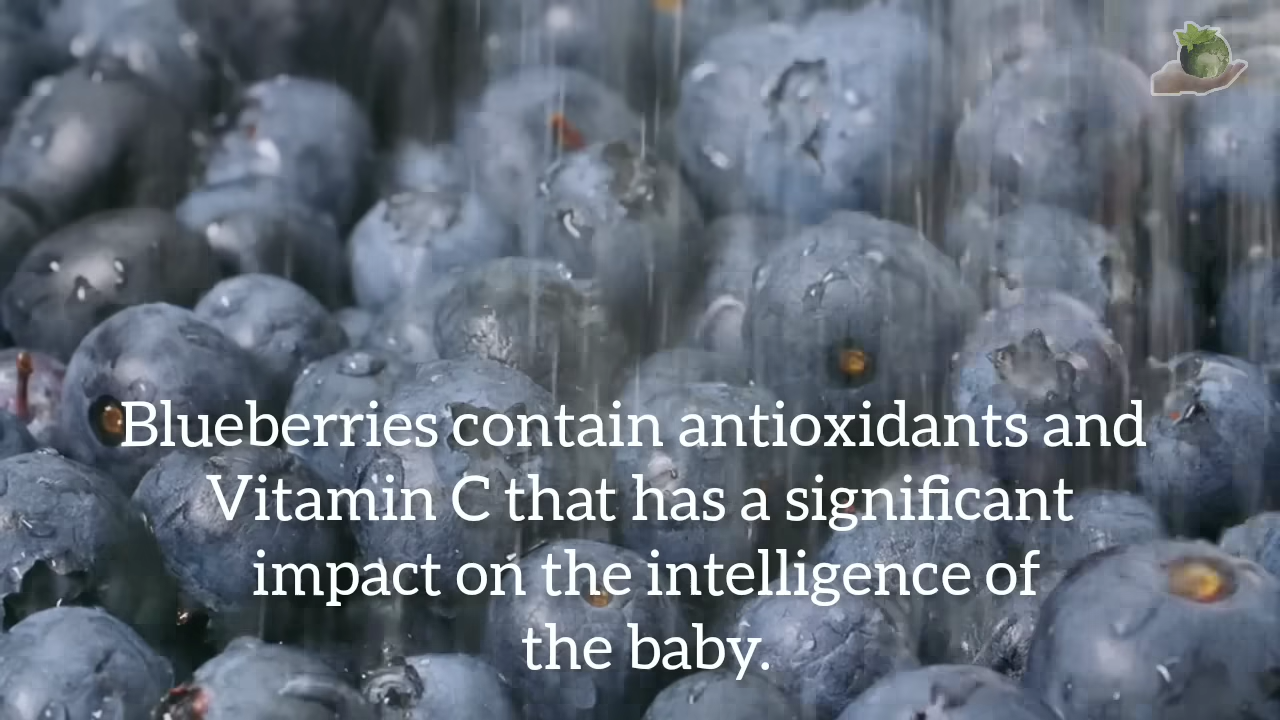 Blueberries contain antioxidants and
Vitamin C that has a significant
impact on the intelligence of
the baby.